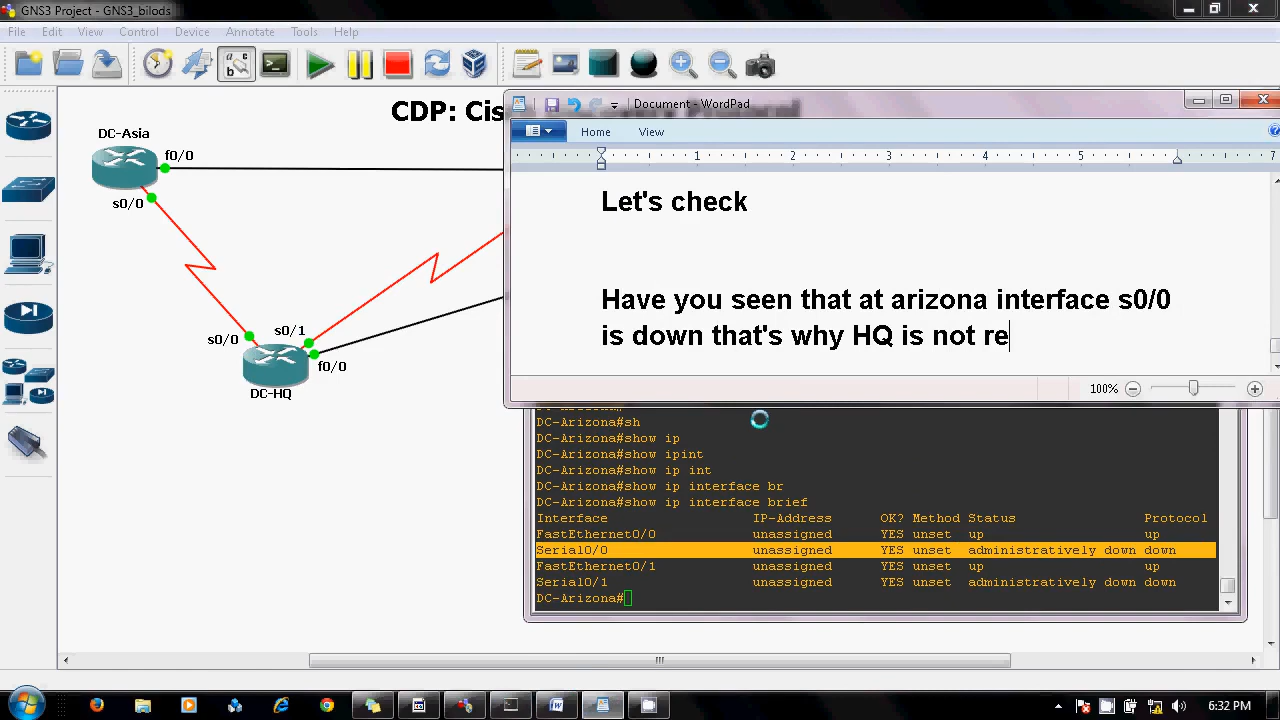 GNS3 Project - GNS3_bilods
File Edit View Control Device Annotate Tools Help
CDP: Cis
DC-Asia
f0/0
s0/0
s0/0
s0/1
f0/0
DC-HQ
Document - WordPad
Home View
1 2 3 4 5 7
Let's check
Have you seen that at arizona interface s0/0
is down that's why HQ is not re
100%
DC-Arizona#sh
DC-Arizona#show ip
DC-Arizona#show ipint
DC-Arizona#show ip int
DC-Arizona#show ip interface br
DC-Arizona#show ip interface brief
Interface IP-Address OK? Method Status Protocol
FastEthernet0/0 unassigned YES unset up up
Serial0/0 unassigned YES unset administratively down down
FastEthernet0/1 unassigned YES unset up up
Serial0/1 unassigned YES unset administratively down down
DC-Arizona#
6:32 PM